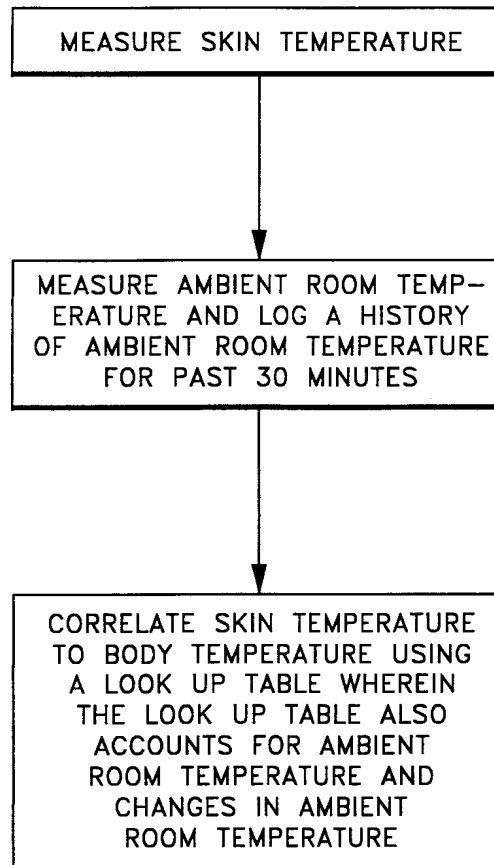 MEASURE SKIN TEMPERATURE
MEASURE AMBIENT ROOM TEMP-
ERATURE AND LOG A HISTORY
OF AMBIENT ROOM TEMPERATURE
FOR PAST 30 MINUTES
CORRELATE SKIN TEMPERATURE
TO BODY TEMPERATURE USING
A LOOK UP TABLE WHEREIN
THE LOOK UP TABLE ALSO
ACCOUNTS FOR AMBIENT
ROOM TEMPERATURE AND
CHANGES IN AMBIENT
ROOM TEMPERATURE